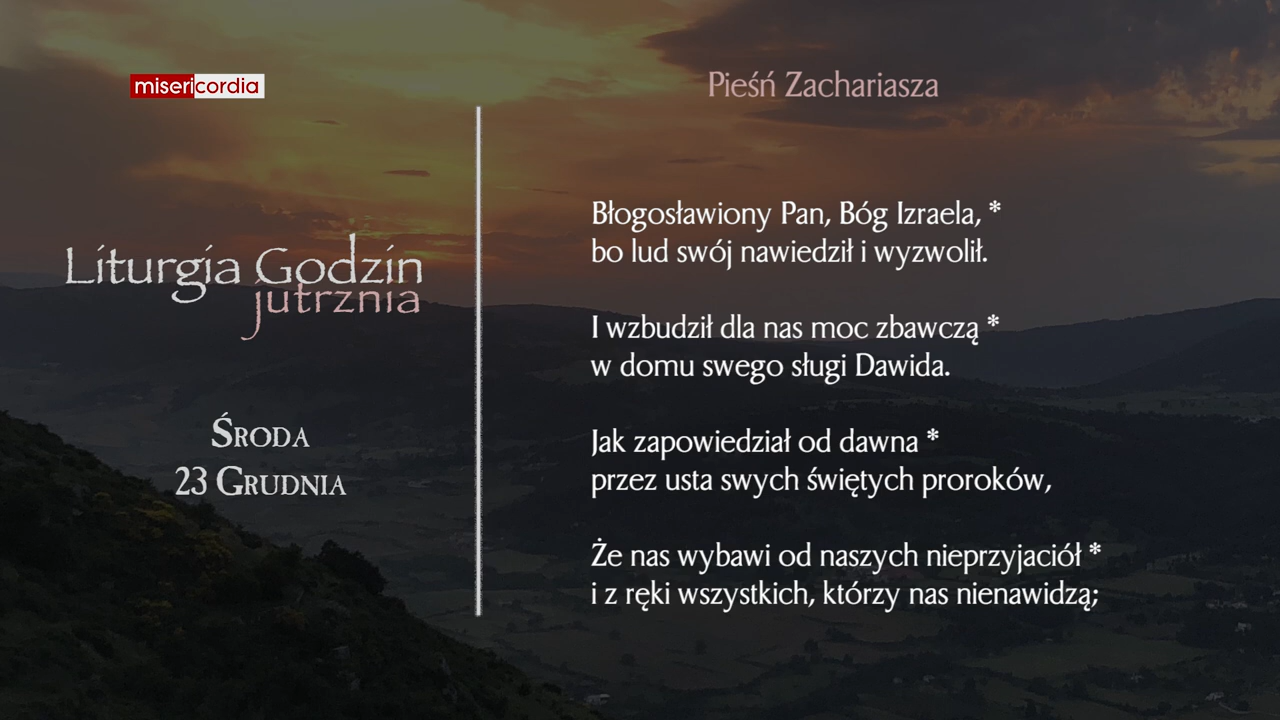 misericordia
Liturgia Godzin
jutrznia
Środa
23 Grudnia
Pieśń Zachariasza
Błogosławiony Pan, Bóg Izraela, *
bo lud swój nawiedził i wyzwolił.
I wzbudził dla nas moc zbawczą *
w domu swego sługi Dawida.
Jak zapowiedział od dawna *
przez usta swych świętych proroków,
Że nas wybawi od naszych nieprzyjaciół *
i z ręki wszystkich, którzy nas nienawidzą;